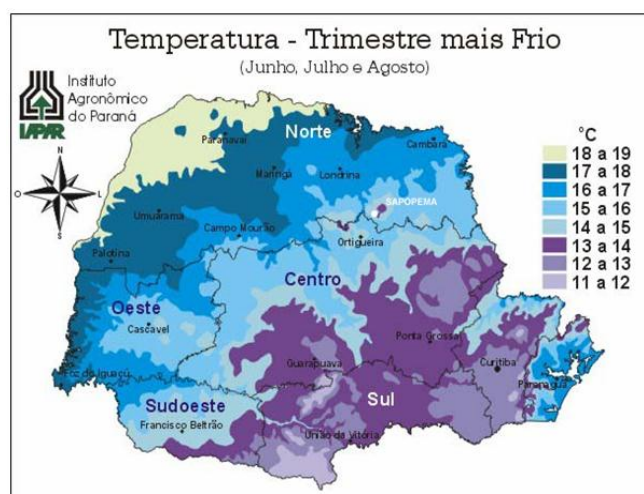 Temperatura - Trimestre mais Frio
(Junho, Julho e Agosto)
Instituto
Agronômico
do Paraná
IAPAR
N
O
L
S
°C
18 a 19
17 a 18
16 a 17
15 a 16
14 a 15
13 a 14
12 a 13
11 a 12
Norte
Paranavaí
Cambará
Maringá
Londrina
SAPOPEMA
Umuarama
Campo Mourão
Ortigueira
Palotina
Centro
Oeste
Cascavel
Ponta Grossa
Guarapuava
Curitiba
Foz do Iguaçú
Paranaguá
Sudoeste
Sul
Francisco Beltrão
União da Vitória